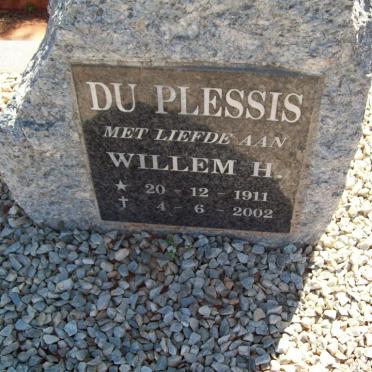 DU PLESSIS
MET LIEFDE AAN
WILLEM H.
★ 20 - 12 - 1911
✝ 4 - 6 - 2002